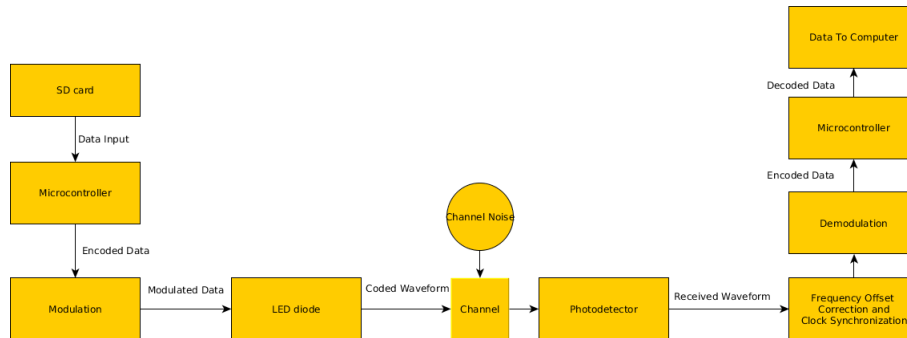 SD card
Data Input
Microcontroller
Encoded Data
Modulation
Modulated Data
LED diode
Coded Waveform
Channel Noise
Channel
Photodetector
Received Waveform
Frequency Offset
Correction and
Clock Synchronization
Demodulation
Encoded Data
Microcontroller
Decoded Data
Data To Computer